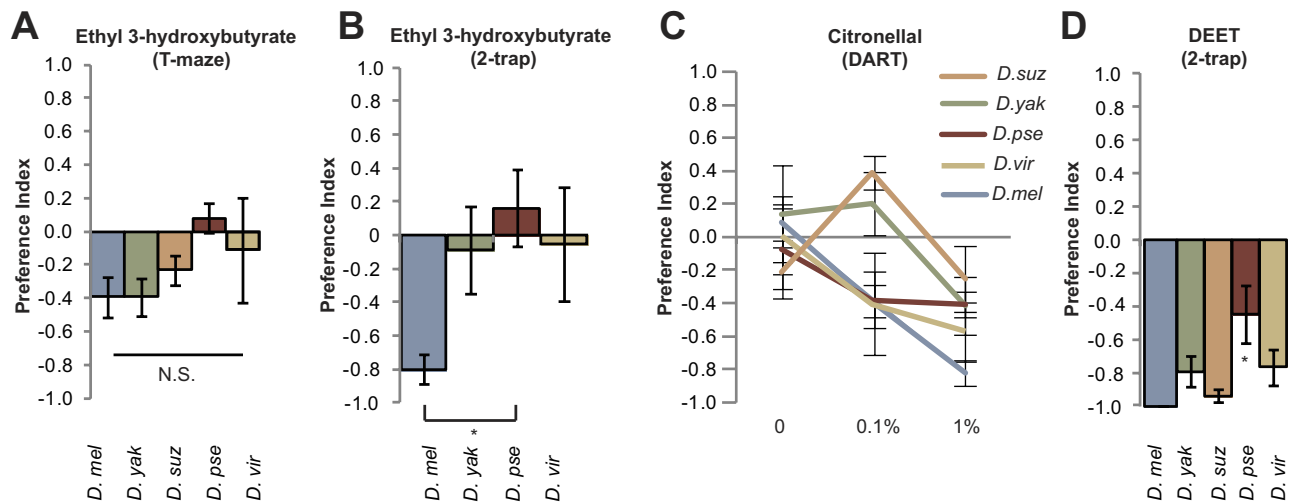 A
Ethyl 3-hydroxybutyrate
(T-maze)
Preference Index
1.0
0.8
0.6
0.4
0.2
0.0
-0.2
-0.4
-0.6
-0.8
-1.0
N.S.
D. mel
D. yak
D. suz
D. pse
D. vir
B
Ethyl 3-hydroxybutyrate
(2-trap)
Preference Index
1.0
0.8
0.6
0.4
0.2
0
-0.2
-0.4
-0.6
-0.8
-1.0
*
D. mel
D. yak
D. pse
D. vir
C
Citronellal
(DART)
Preference Index
1.0
0.8
0.6
0.4
0.2
0.0
-0.2
-0.4
-0.6
-0.8
-1.0
0
0.1%
1%
D.suz
D.yak
D.pse
D.vir
D.mel
D
DEET
(2-trap)
Preference Index
1.0
0.8
0.6
0.4
0.2
0.0
-0.2
-0.4
-0.6
-0.8
-1.0
*
D. mel
D. yak
D. suz
D. pse
D. vir